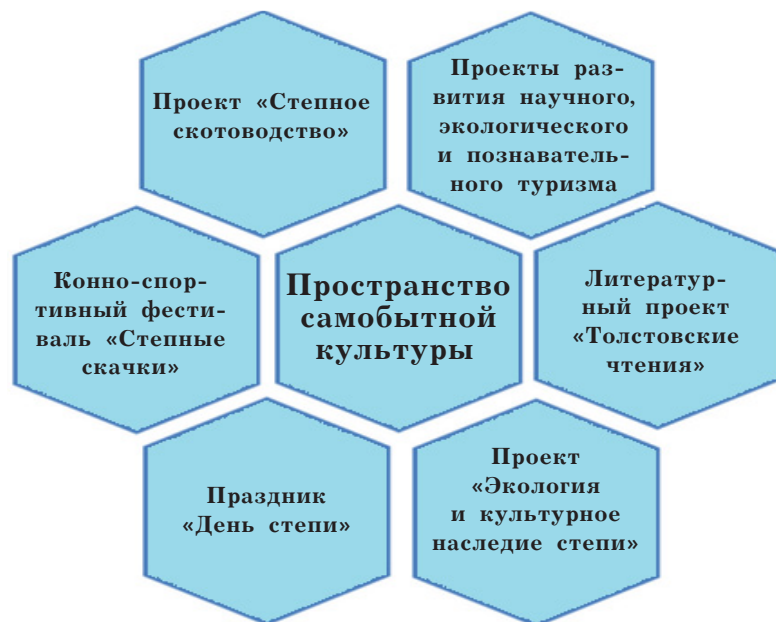 Проект «Степное
скотоводство»
Проекты раз-
вития научного,
экологического
и познаватель-
ного туризма
Конно-спор-
тивный фести-
валь «Степные
скачки»
Пространство
самобытной
культуры
Литератур-
ный проект
«Толстовские
чтения»
Праздник
«День степи»
Проект
«Экология
и культурное
наследие степи»